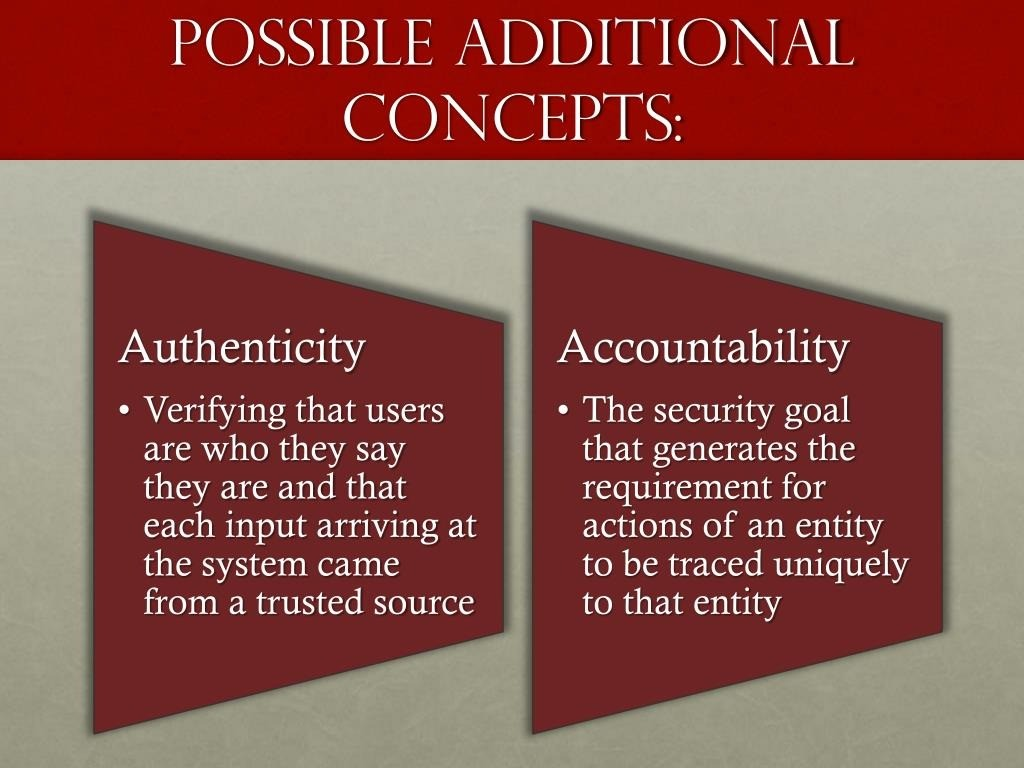 POSSIBLE ADDITIONAL
CONCEPTS:
Authenticity
• Verifying that users
are who they say
they are and that
each input arriving at
the system came
from a trusted source
Accountability
• The security goal
that generates the
requirement for
actions of an entity
to be traced uniquely
to that entity